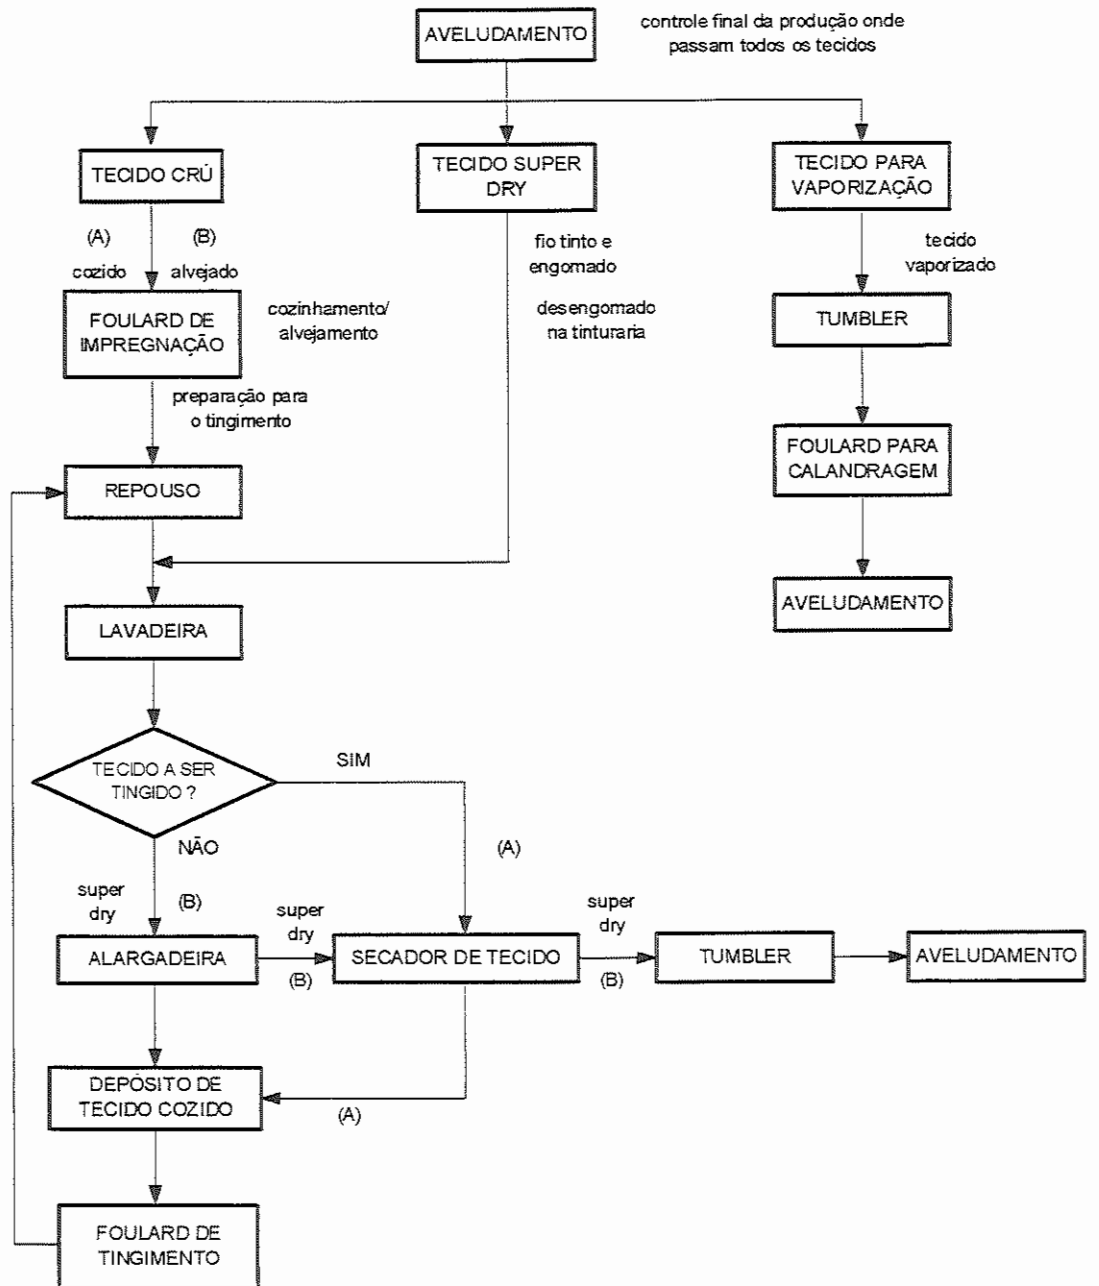 AVELUDAMENTO
controle final da produção onde
passam todos os tecidos
TECIDO CRÚ
TECIDO SUPER
DRY
TECIDO PARA
VAPORIZAÇÃO
(A)
(B)
cozido
alvejado
fio tinto e
engomado
tecido
vaporizado
FOULARD DE
IMPREGNAÇÃO
cozinhamento/
alvejamento
desengomado
na tinturaria
TUMBLER
preparação para
o tingimento
FOULARD PARA
CALANDRAGEM
REPOUSO
AVELUDAMENTO
LAVADEIRA
TECIDO A SER
TINGIDO ?
SIM
NÃO
(A)
super
dry
(B)
super
dry
super
dry
ALARGADEIRA
(B)
SECADOR DE TECIDO
(B)
TUMBLER
AVELUDAMENTO
DEPÓSITO DE
TECIDO COZIDO
(A)
FOULARD DE
TINGIMENTO